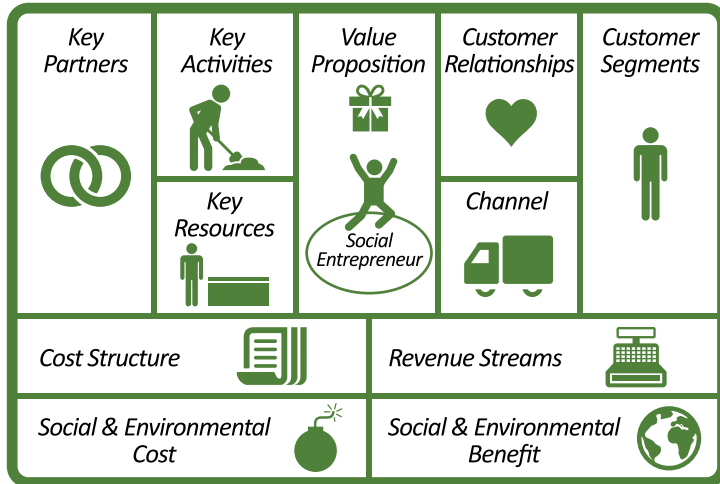 Key
Partners
Key
Activities
Key
Resources
Value
Proposition
Social
Entrepreneur
Customer
Relationships
Channel
Customer
Segments
Cost Structure
Revenue Streams
Social & Environmental
Cost
Social & Environmental
Benefit